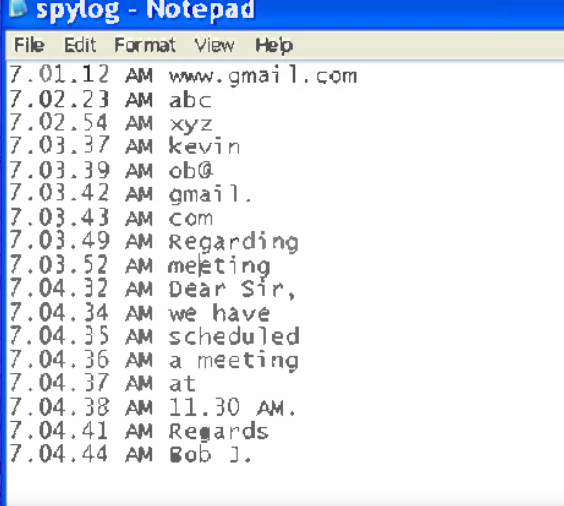 spylog - Notepad
File Edit Format View Help
7.01.12 AM www.gmail.com
7.02.23 AM abc
7.02.54 AM xyz
7.03.37 AM kevin
7.03.39 AM ob@
7.03.42 AM gmail.
7.03.43 AM com
7.03.49 AM Regarding
7.03.52 AM meeting
7.04.32 AM Dear Sir,
7.04.34 AM we have
7.04.35 AM scheduled
7.04.36 AM a meeting
7.04.37 AM at
7.04.38 AM 11.30 AM.
7.04.41 AM Regards
7.04.44 AM Bob J.